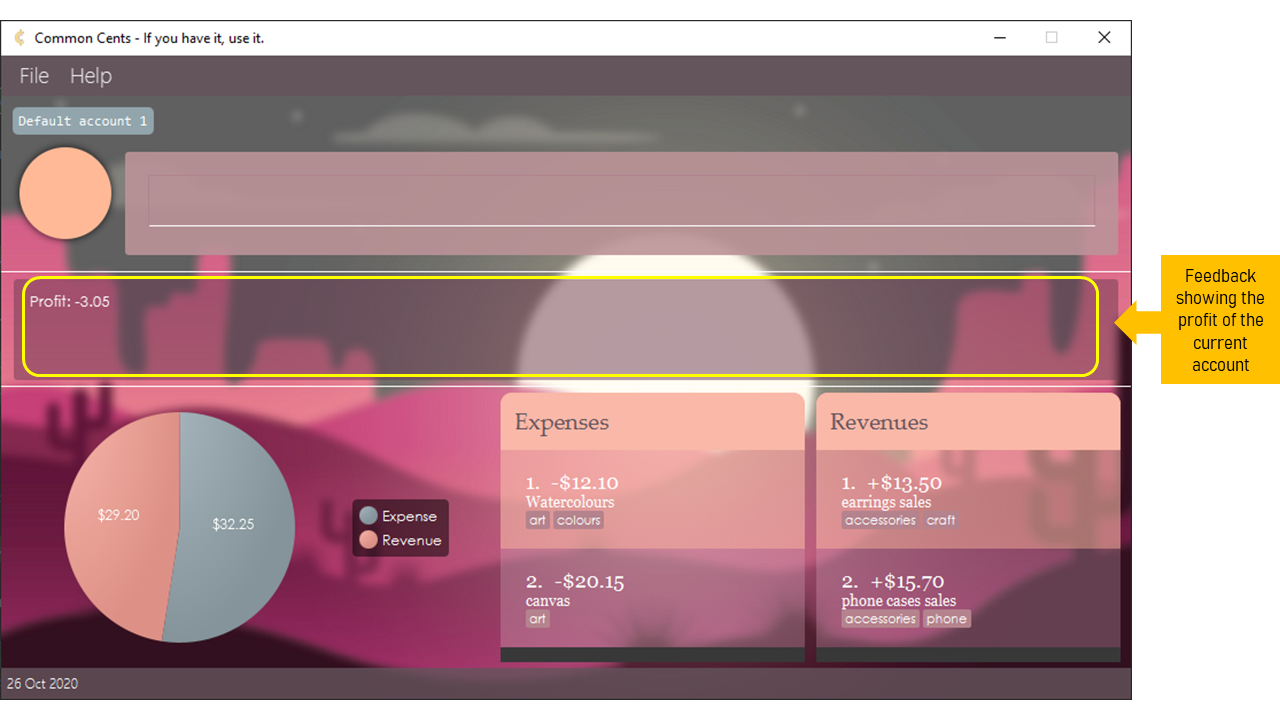 Common Cents - If you have it, use it.
File Help
Default account 1
Profit: -3.05
Feedback
showing the
profit of the
current
account
$29.20
$32.25
Expense
Revenue
Expenses
1. -$12.10
Watercolours
art colours
2. -$20.15
canvas
art
Revenues
1. +$13.50
earrings sales
accessories craft
2. +$15.70
phone cases sales
accessories phone
26 Oct 2020